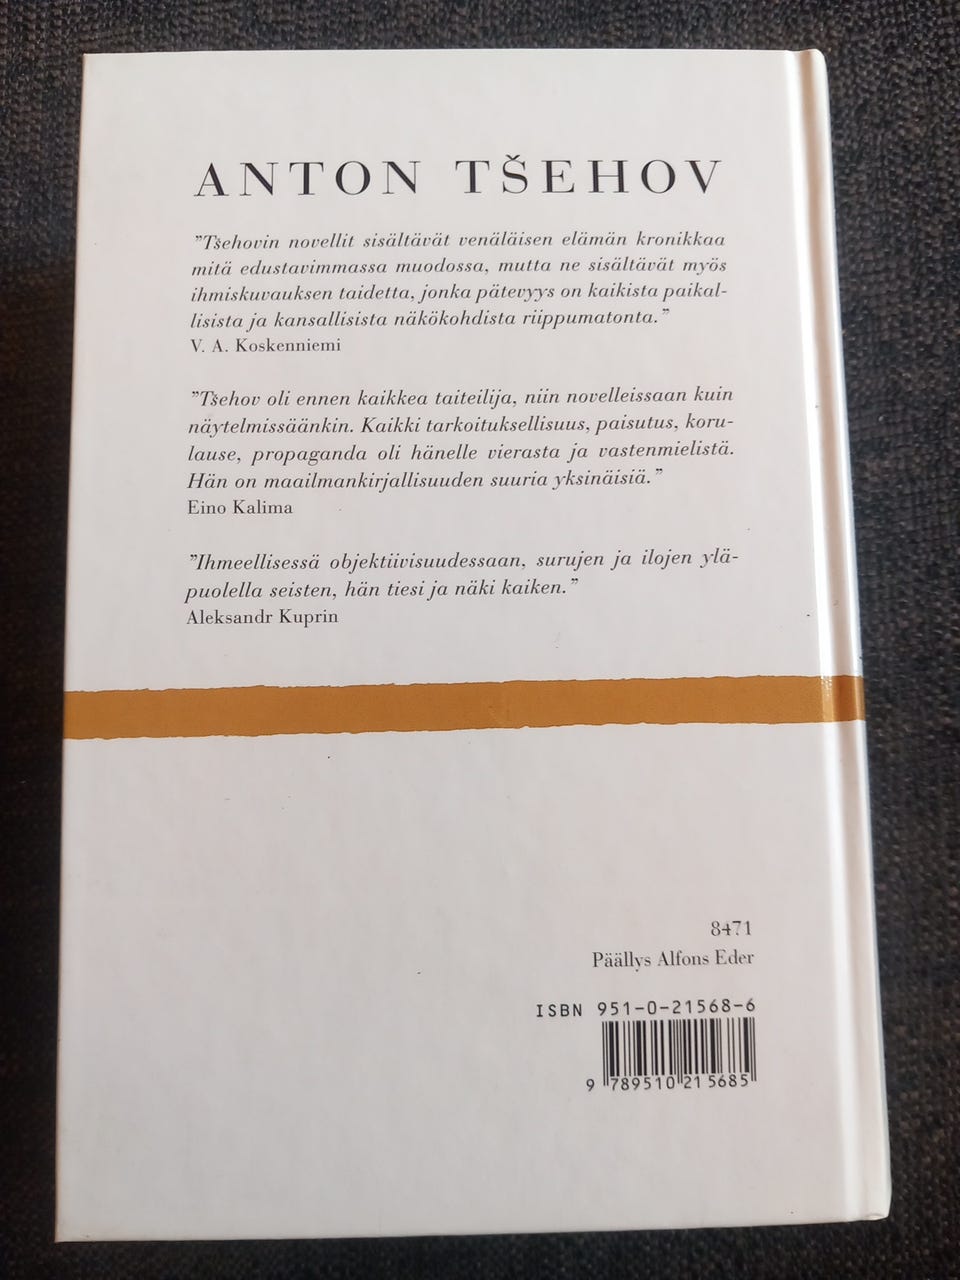 ANTON TŠEHOV
”Tšehovin novellit sisältävät venäläisen elämän kronikkaa
mitä edustavimmassa muodossa, mutta ne sisältävät myös
ihmiskuvauksen taidetta, jonka pätevyys on kaikista paikal-
lisista ja kansallisista näkökohdista riippumatonta.”
V. A. Koskenniemi
”Tšehov oli ennen kaikkea taiteilija, niin novelleissaan kuin
näytelmissäänkin. Kaikki tarkoituksellisuus, paisutus, koru-
lause, propaganda oli hänelle vierasta ja vastenmielistä.
Hän on maailmankirjallisuuden suuria yksinäisiä.”
Eino Kalima
”Ihmeellisessä objektiivisuudessaan, surujen ja ilojen ylä-
puolella seisten, hän tiesi ja näki kaiken.”
Aleksandr Kuprin
8471
Päällys Alfons Eder
ISBN 951-0-21568-6
9 789510 215685